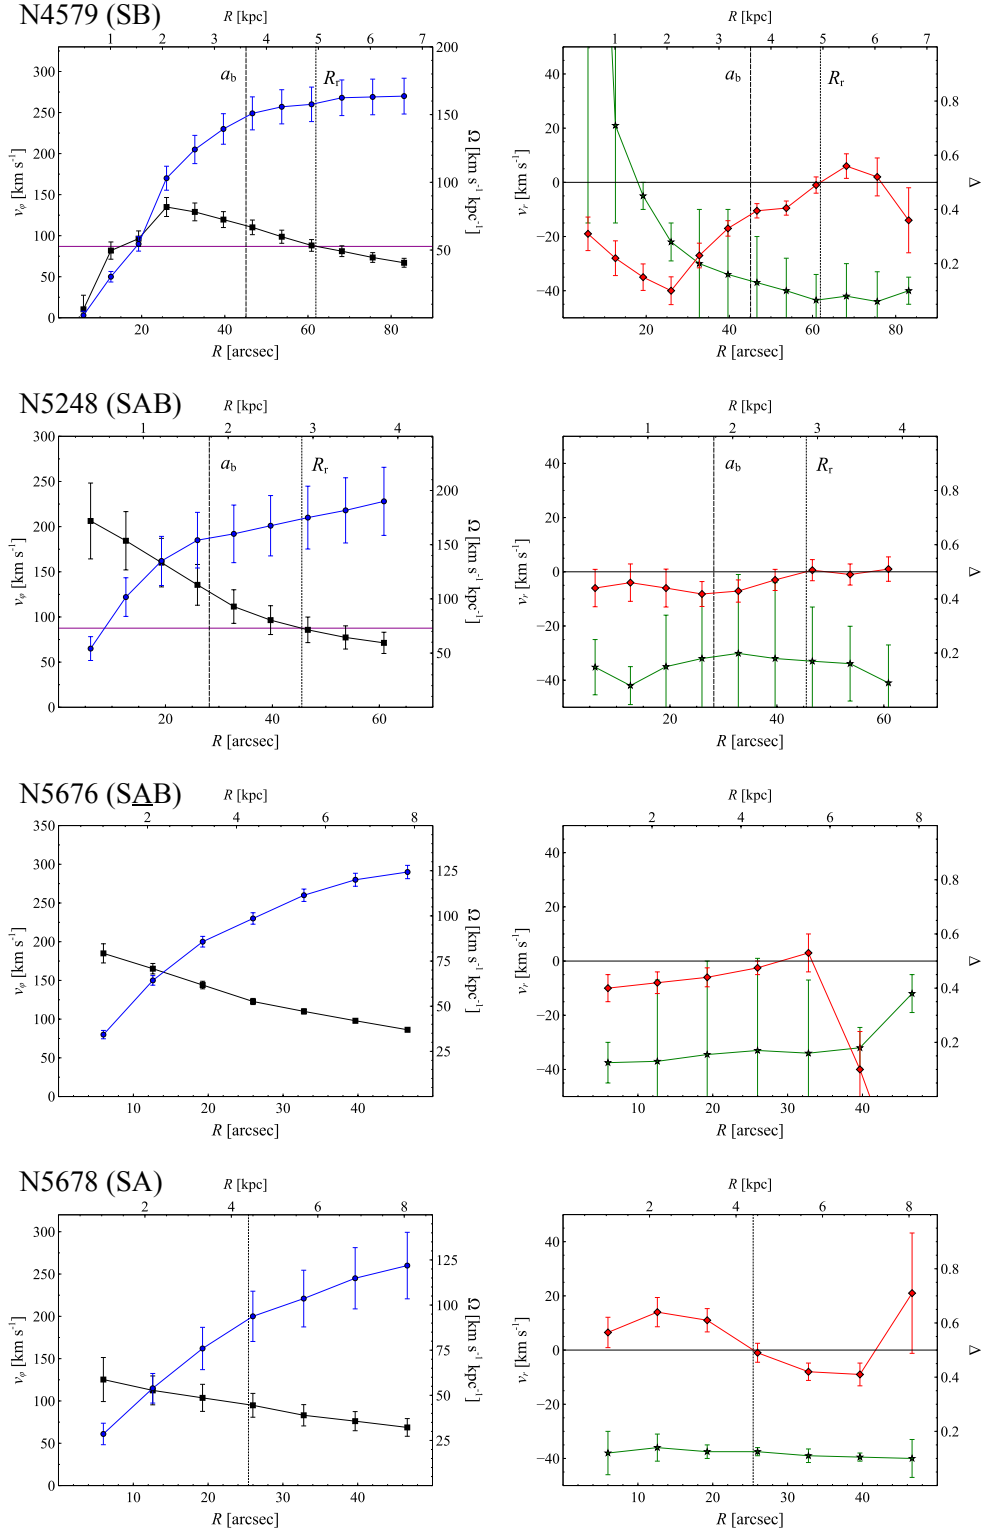 N4579 (SB)
R [kpc]
1 2 3 4 5 6 7
300
250
200
150
100
50
0
vφ [km s⁻¹]
a_b
R_r
200
150
100
50
Ω [km s⁻¹ kpc⁻¹]
20 40 60 80
R [arcsec]
R [kpc]
1 2 3 4 5 6 7
40
20
0
−20
−40
v_r [km s⁻¹]
a_b
R_r
0.8
0.6
0.4
0.2
Δ
20 40 60 80
R [arcsec]
N5248 (SAB)
R [kpc]
1 2 3 4
300
250
200
150
100
50
0
vφ [km s⁻¹]
a_b
R_r
200
150
100
50
Ω [km s⁻¹ kpc⁻¹]
20 40 60
R [arcsec]
R [kpc]
1 2 3 4
40
20
0
−20
−40
v_r [km s⁻¹]
a_b
R_r
0.8
0.6
0.4
0.2
Δ
20 40 60
R [arcsec]
N5676 (SAB)
R [kpc]
2 4 6 8
350
300
250
200
150
100
50
0
vφ [km s⁻¹]
125
100
75
50
25
Ω [km s⁻¹ kpc⁻¹]
10 20 30 40
R [arcsec]
R [kpc]
2 4 6 8
40
20
0
−20
−40
v_r [km s⁻¹]
0.8
0.6
0.4
0.2
Δ
10 20 30 40
R [arcsec]
N5678 (SA)
R [kpc]
2 4 6 8
300
250
200
150
100
50
0
vφ [km s⁻¹]
125
100
75
50
25
Ω [km s⁻¹ kpc⁻¹]
0 10 20 30 40 50
R [arcsec]
R [kpc]
2 4 6 8
40
20
0
−20
−40
v_r [km s⁻¹]
0.8
0.6
0.4
0.2
Δ
0 10 20 30 40 50
R [arcsec]